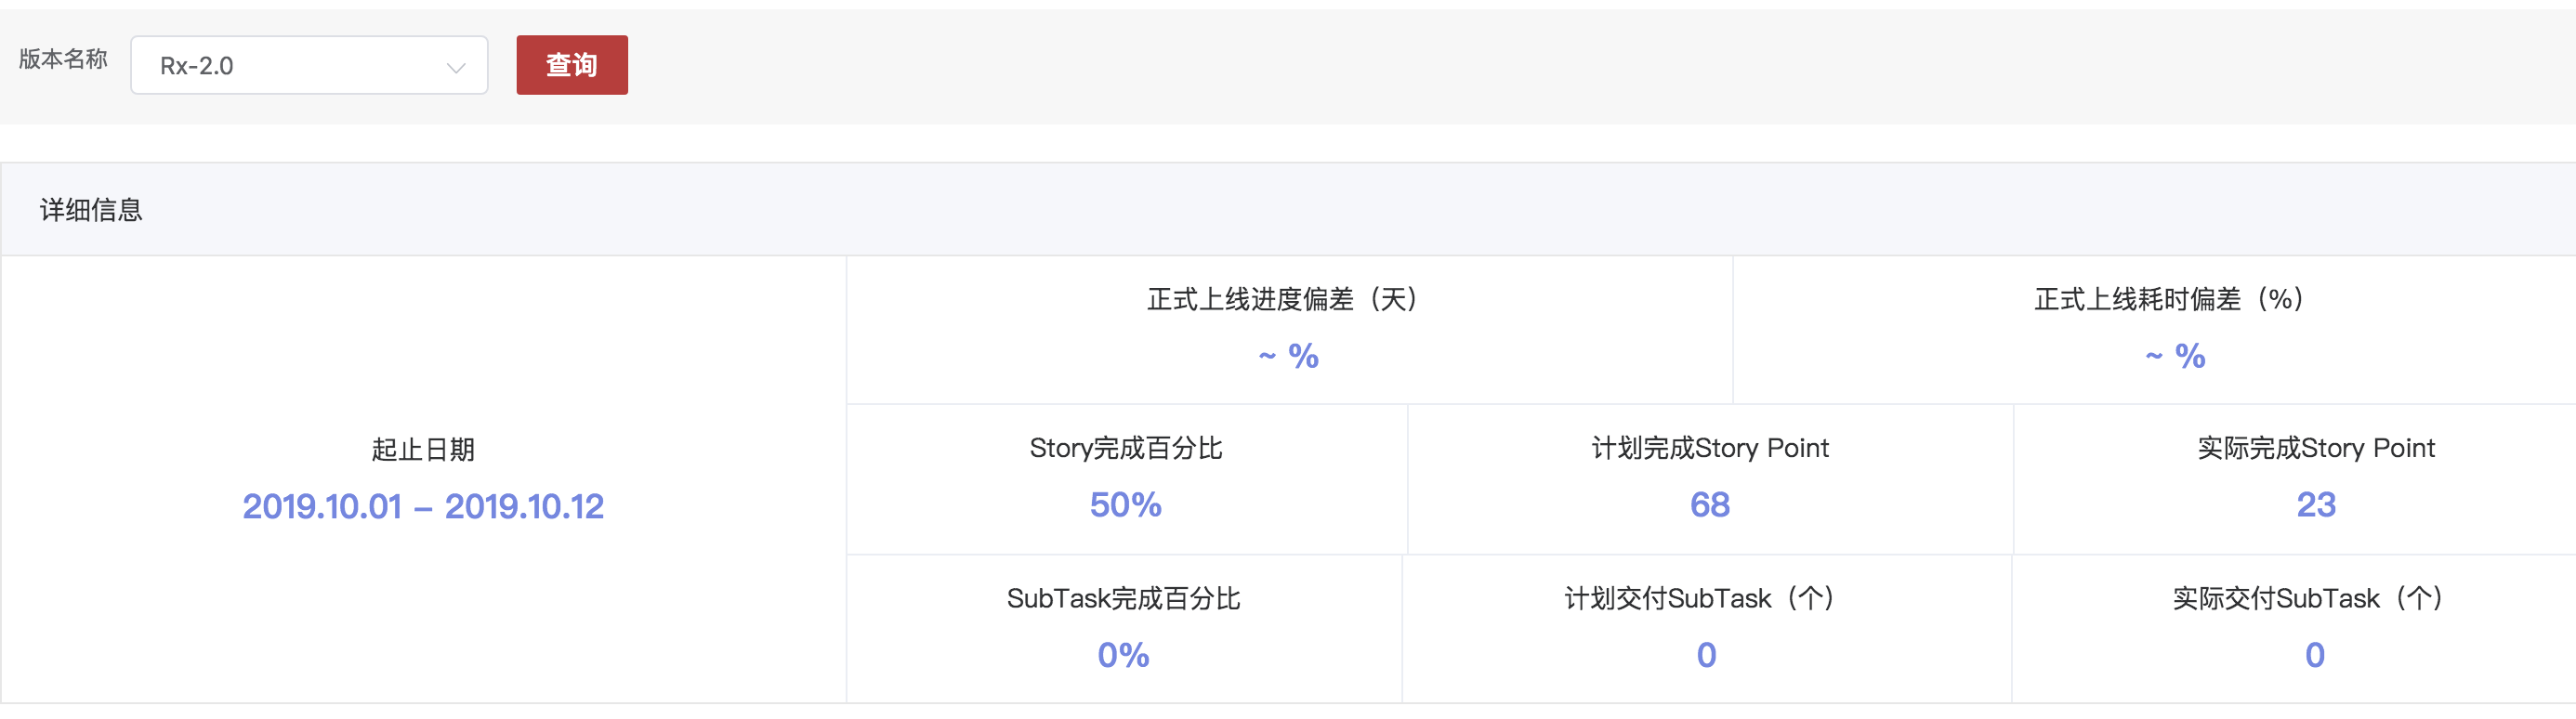 版本名称
Rx-2.0
查询
详细信息
起止日期
2019.10.01 – 2019.10.12
正式上线进度偏差（天）
~ %
正式上线耗时偏差（%）
~ %
Story完成百分比
50%
计划完成Story Point
68
实际完成Story Point
23
SubTask完成百分比
0%
计划交付SubTask（个）
0
实际交付SubTask（个）
0